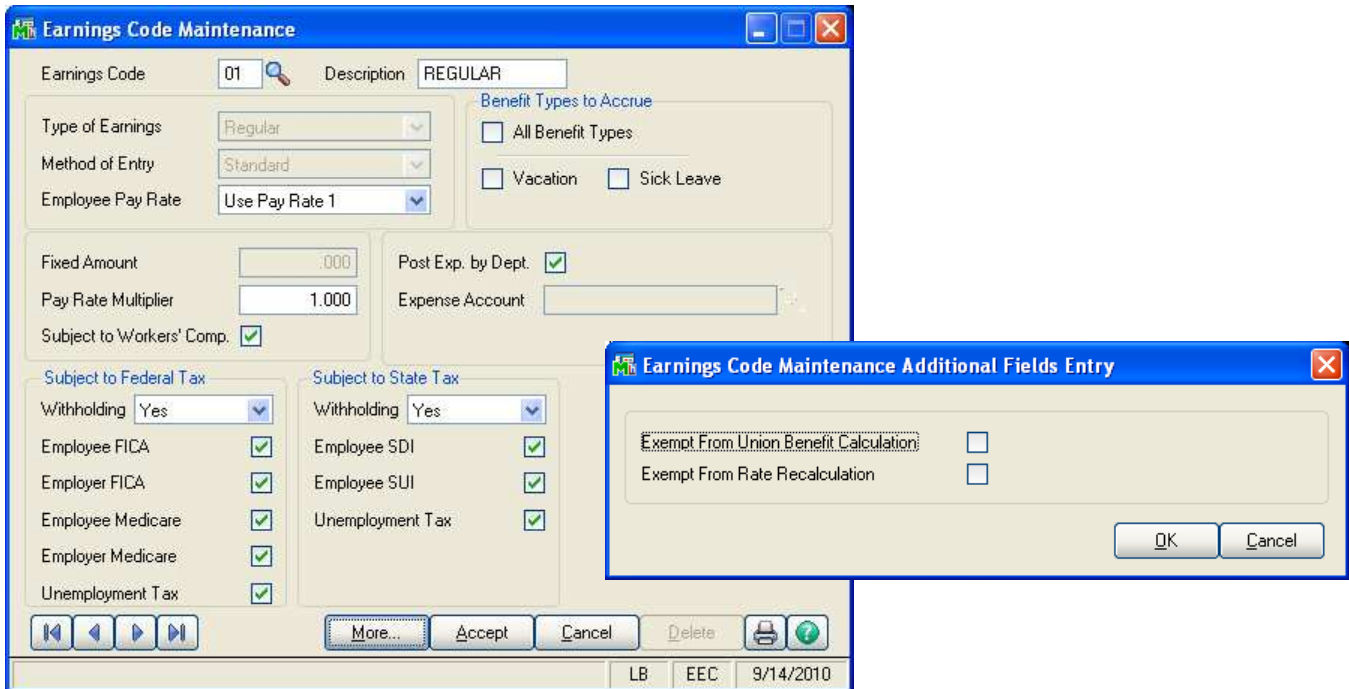 Earnings Code Maintenance
Earnings Code 01 Description REGULAR
Benefit Types to Accrue
Type of Earnings Regular
All Benefit Types
Method of Entry Standard
Vacation Sick Leave
Employee Pay Rate Use Pay Rate 1
Fixed Amount .000 Post Exp. by Dept.
Pay Rate Multiplier 1.000 Expense Account
Subject to Workers' Comp.
Subject to Federal Tax Subject to State Tax
Withholding Yes Withholding Yes
Employee FICA Employee SDI
Employer FICA Employee SUI
Employee Medicare Unemployment Tax
Employer Medicare
Unemployment Tax
More... Accept Cancel Delete
LB EEC 9/14/2010
Earnings Code Maintenance Additional Fields Entry
Exempt From Union Benefit Calculation
Exempt From Rate Recalculation
OK Cancel